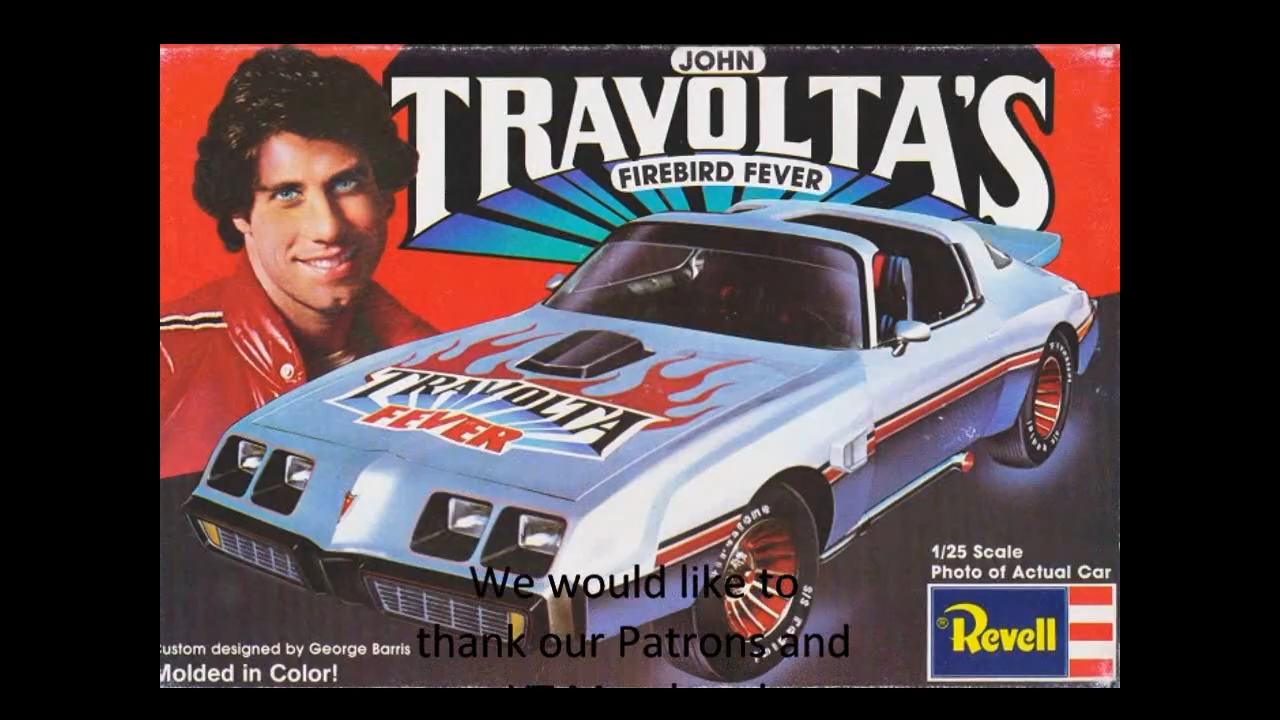 JOHN
TRAVOLTA'S
FIREBIRD FEVER
TRAVOLTA
FEVER
Firestone
1/25 Scale
Photo of Actual Car
Revell
®
ustom designed by George Barris
Molded in Color!
We would like to
thank our Patrons and